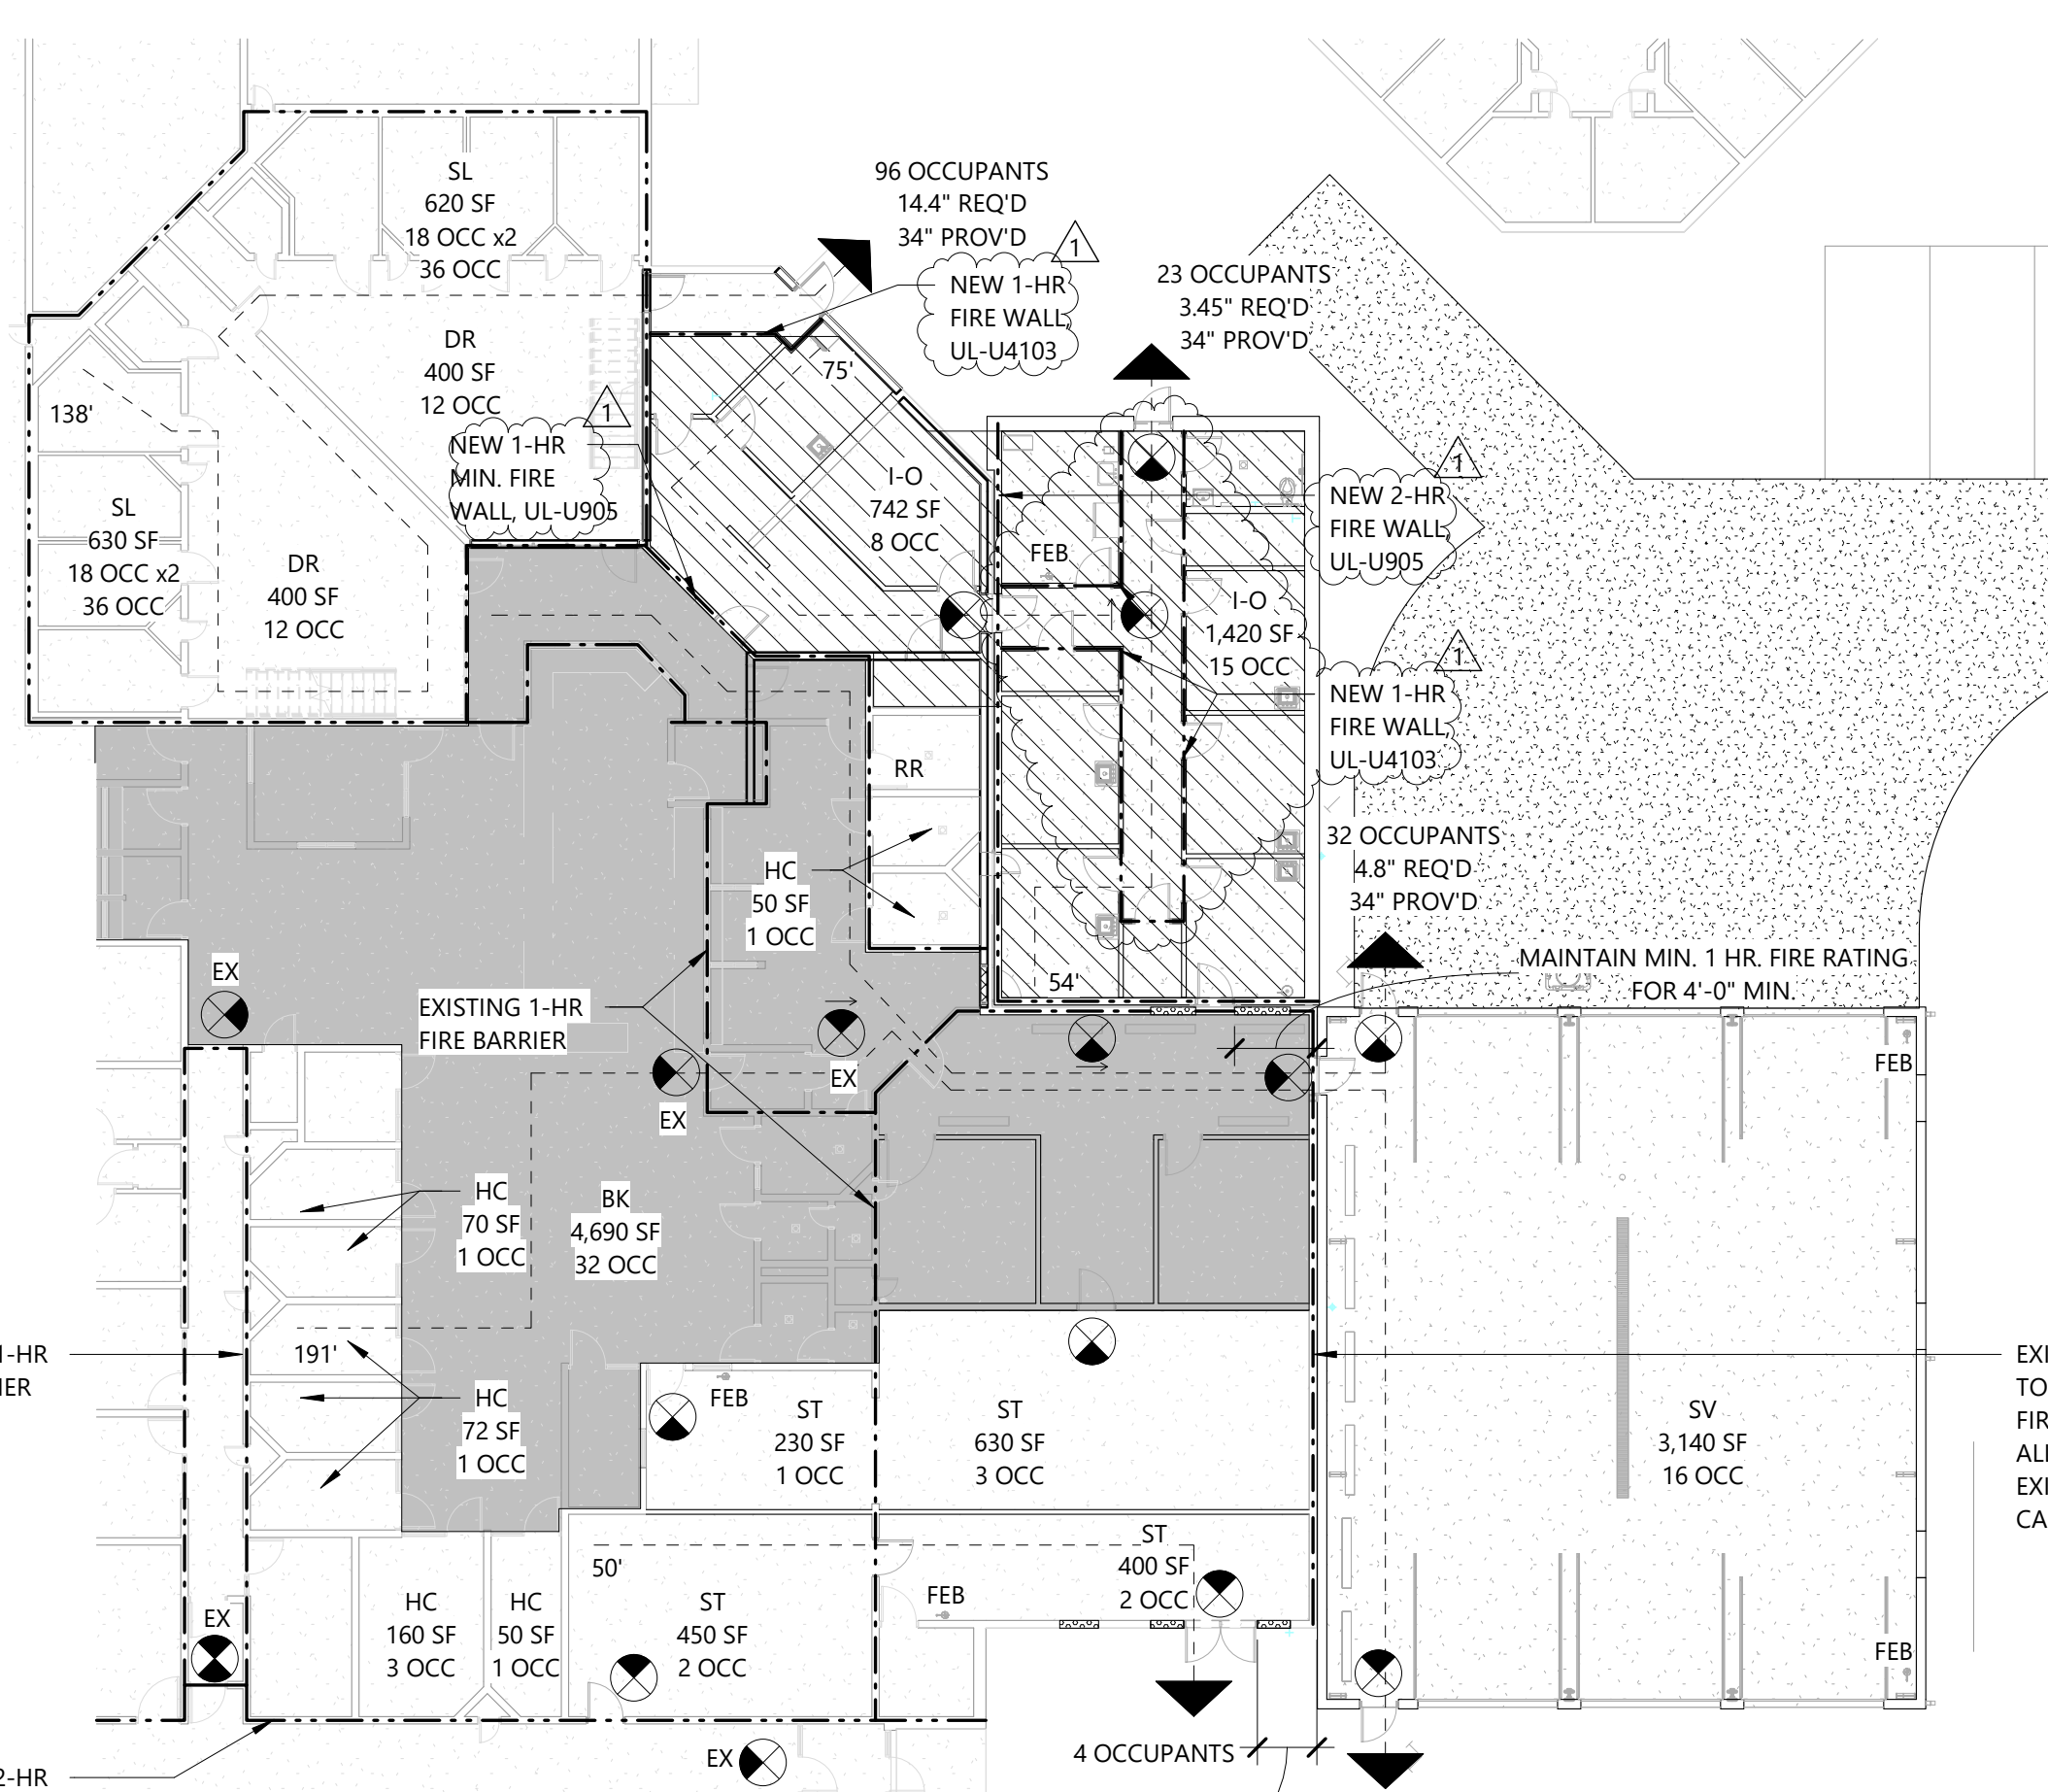 SL
620 SF
18 OCC x2
36 OCC
96 OCCUPANTS
14.4" REQ'D
34" PROV'D
1
NEW 1-HR
FIRE WALL,
UL-U4103
23 OCCUPANTS
3.45" REQ'D
34" PROV'D
DR
400 SF
12 OCC
75'
138'
1
NEW 1-HR
MIN. FIRE
WALL, UL-U905
I-O
742 SF
8 OCC
1
NEW 2-HR
FIRE WALL
UL-U905
FEB
SL
630 SF
18 OCC x2
36 OCC
DR
400 SF
12 OCC
I-O
1,420 SF
15 OCC
1
NEW 1-HR
FIRE WALL,
UL-U4103
RR
HC
50 SF
1 OCC
32 OCCUPANTS
4.8" REQ'D
34" PROV'D
MAINTAIN MIN. 1 HR. FIRE RATING
FOR 4'-0" MIN.
54'
EX
EXISTING 1-HR
FIRE BARRIER
EX
EX
FEB
HC
70 SF
1 OCC
BK
4,690 SF
32 OCC
1-HR
IER
191'
HC
72 SF
1 OCC
FEB
ST
230 SF
1 OCC
ST
630 SF
3 OCC
SV
3,140 SF
16 OCC
EXI
TO
FIR
ALL
EXI
CA
50'
ST
400 SF
2 OCC
FEB
EX
HC
160 SF
3 OCC
HC
50 SF
1 OCC
ST
450 SF
2 OCC
FEB
2-HR
EX
4 OCCUPANTS